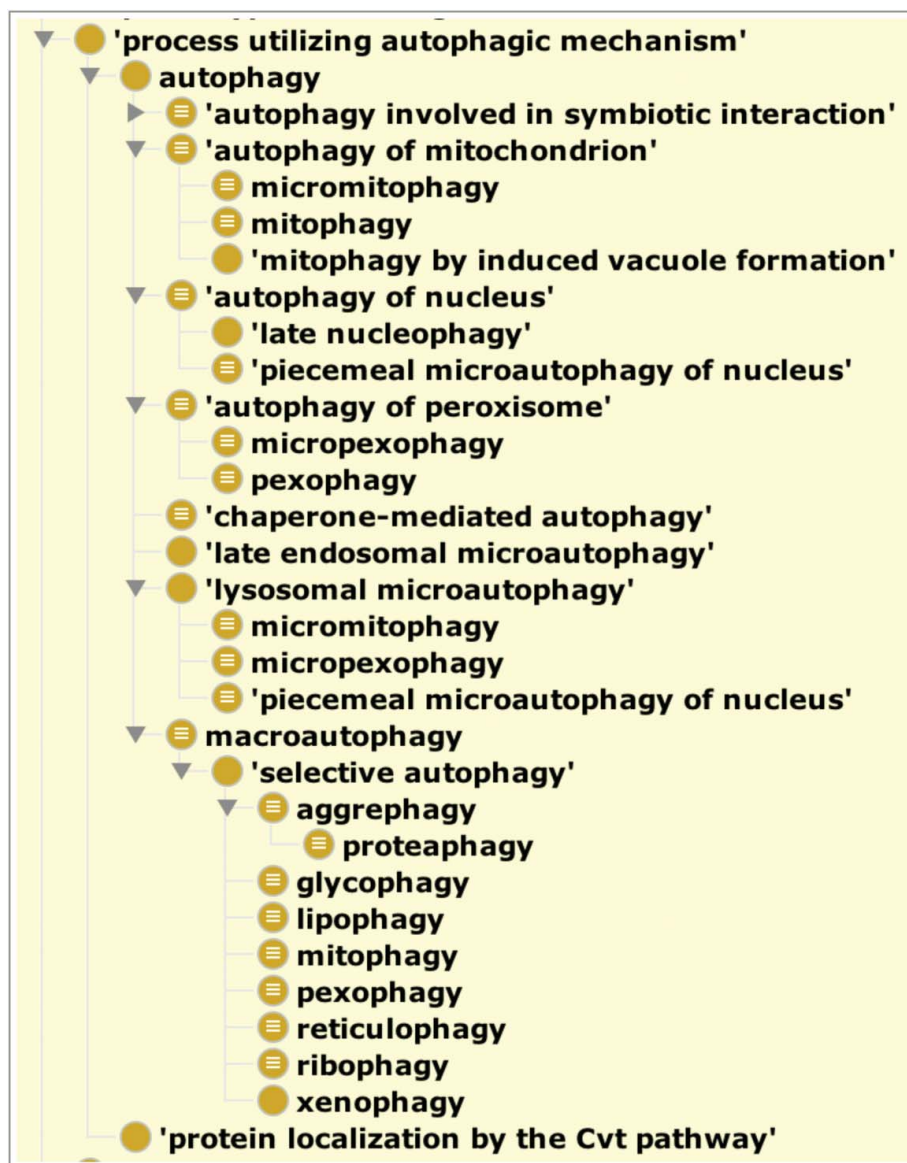 'process utilizing autophagic mechanism'
autophagy
'autophagy involved in symbiotic interaction'
'autophagy of mitochondrion'
micromitophagy
mitophagy
'mitophagy by induced vacuole formation'
'autophagy of nucleus'
'late nucleophagy'
'piecemeal microautophagy of nucleus'
'autophagy of peroxisome'
micropexophagy
pexophagy
'chaperone-mediated autophagy'
'late endosomal microautophagy'
'lysosomal microautophagy'
micromitophagy
micropexophagy
'piecemeal microautophagy of nucleus'
macroautophagy
'selective autophagy'
aggrephagy
proteaphagy
glycophagy
lipophagy
mitophagy
pexophagy
reticulophagy
ribophagy
xenophagy
'protein localization by the Cvt pathway'